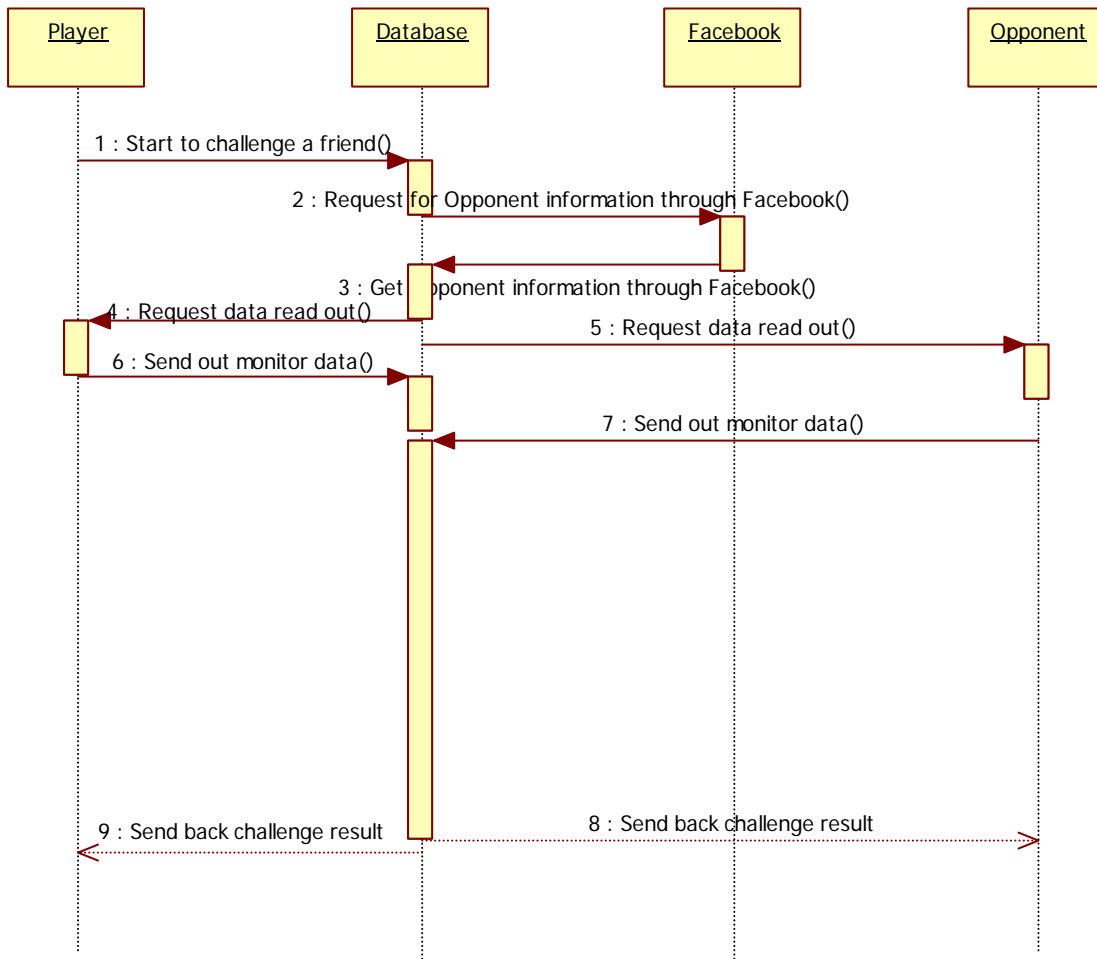 Player
Database
Facebook
Opponent
1 : Start to challenge a friend()
2 : Request for Opponent information through Facebook()
3 : Get Opponent information through Facebook()
4 : Request data read out()
5 : Request data read out()
6 : Send out monitor data()
7 : Send out monitor data()
8 : Send back challenge result
9 : Send back challenge result